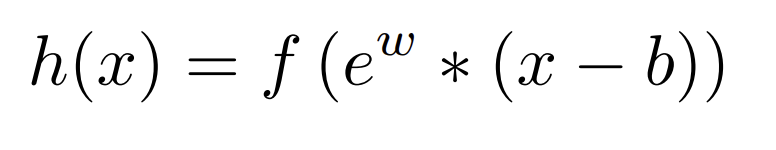 h(x) = f (e^w * (x − b))